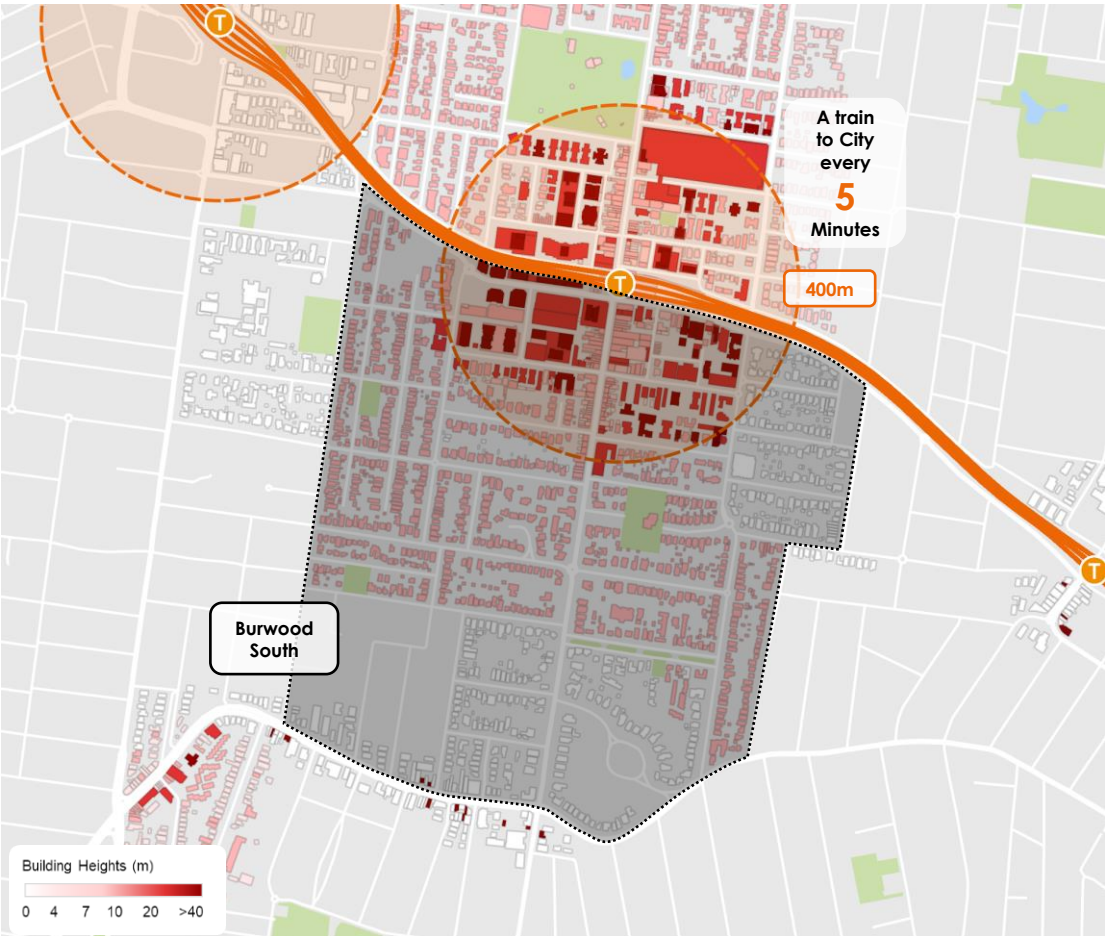 T
A train
to City
every
5
Minutes
T
400m
T
Burwood
South
Building Heights (m)
0 4 7 10 20 >40